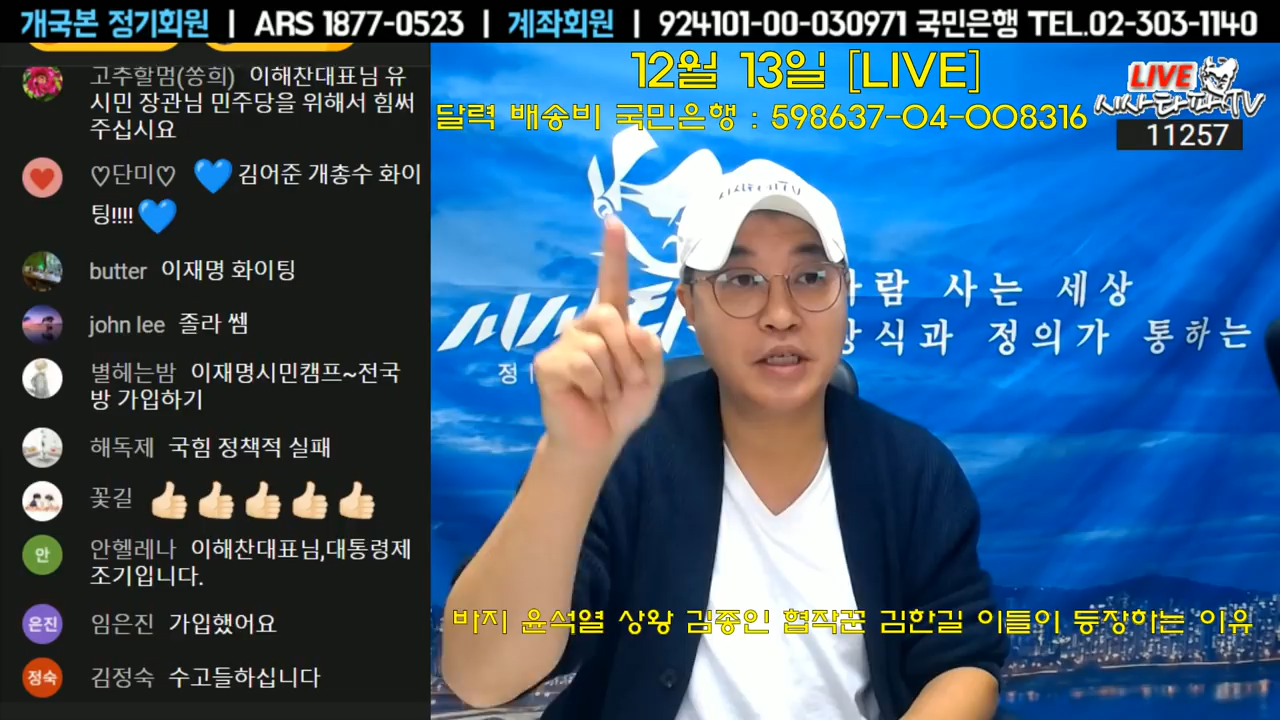 개국본 정기회원 | ARS 1877-0523 | 계좌회원 | 924101-00-030971 국민은행 TEL.02-303-1140
고추할멈(쏭희) 이해찬대표님 유
시민 장관님 민주당을 위해서 힘써
주십시요
♡단미♡ 💙 김어준 개총수 화이
팅!!!! 💙
butter 이재명 화이팅
john lee 졸라 쎔
별헤는밤 이재명시민캠프~전국
방 가입하기
해독제 국힘 정책적 실패
꽃길 👍🏻👍🏻👍🏻👍🏻👍🏻
안
안헬레나 이해찬대표님,대통령제
조기입니다.
온진
임은진 가입했어요
정숙
김정숙 수고들하십니다
12월 13일 [LIVE]
달력 배송비 국민은행 : 598637-04-008316
LIVE
시사타파TV
11257
시사타파TV
사람 사는 세상
상식과 정의가 통하는
시사타
정
바지 윤석열 상왕 김종인 협작꾼 김한길 이들이 등장하는 이유